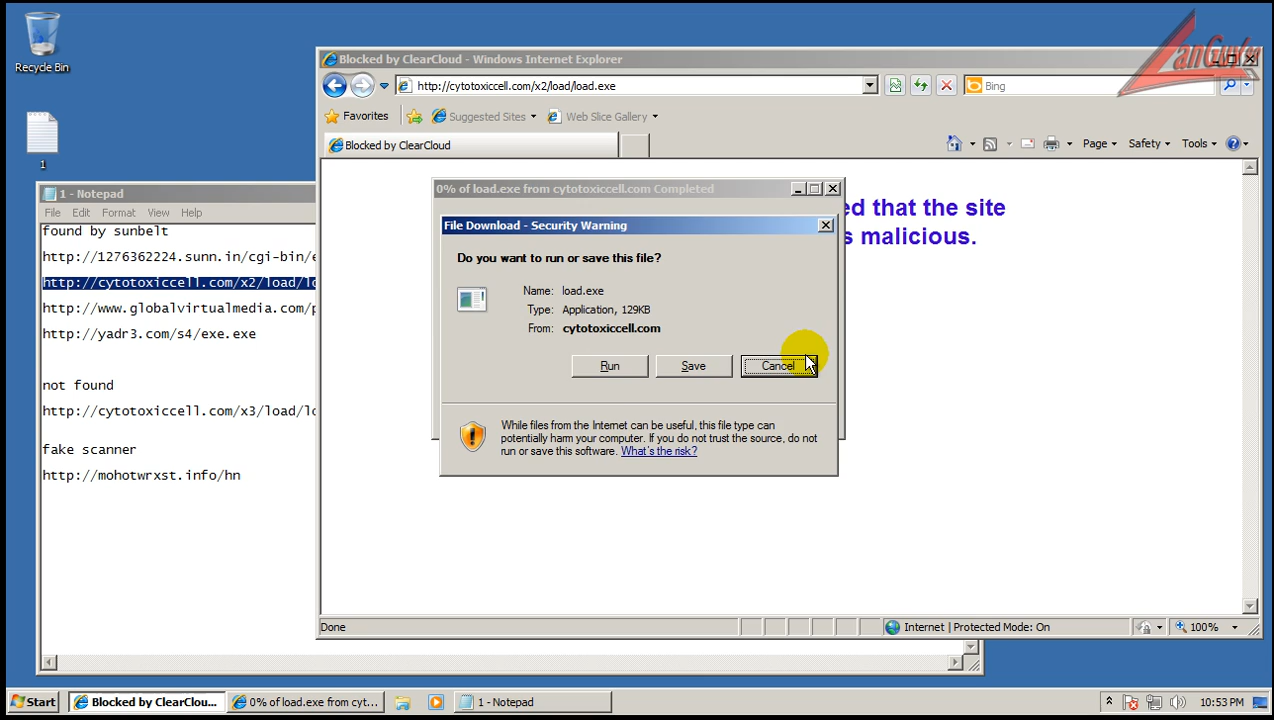 Recycle Bin
1
LanGuy
Blocked by ClearCloud - Windows Internet Explorer
http://cytotoxiccell.com/x2/load/load.exe
Bing
Favorites
Suggested Sites
Web Slice Gallery
Blocked by ClearCloud
Page
Safety
Tools
ed that the site
s malicious.
1 - Notepad
File Edit Format View Help
found by sunbelt
http://1276362224.sunn.in/cgi-bin/e
http://cytotoxiccell.com/x2/load/lo
http://www.globalvirtualmedia.com/p
http://yadr3.com/s4/exe.exe
not found
http://cytotoxiccell.com/x3/load/lo
fake scanner
http://mohotwrxst.info/hn
0% of load.exe from cytotoxiccell.com Completed
File Download - Security Warning
Do you want to run or save this file?
Name: load.exe
Type: Application, 129KB
From: cytotoxiccell.com
Run
Save
Cancel
While files from the Internet can be useful, this file type can
potentially harm your computer. If you do not trust the source, do not
run or save this software. What's the risk?
Done
Internet | Protected Mode: On
100%
Start
Blocked by ClearClou...
0% of load.exe from cyt...
1 - Notepad
10:53 PM